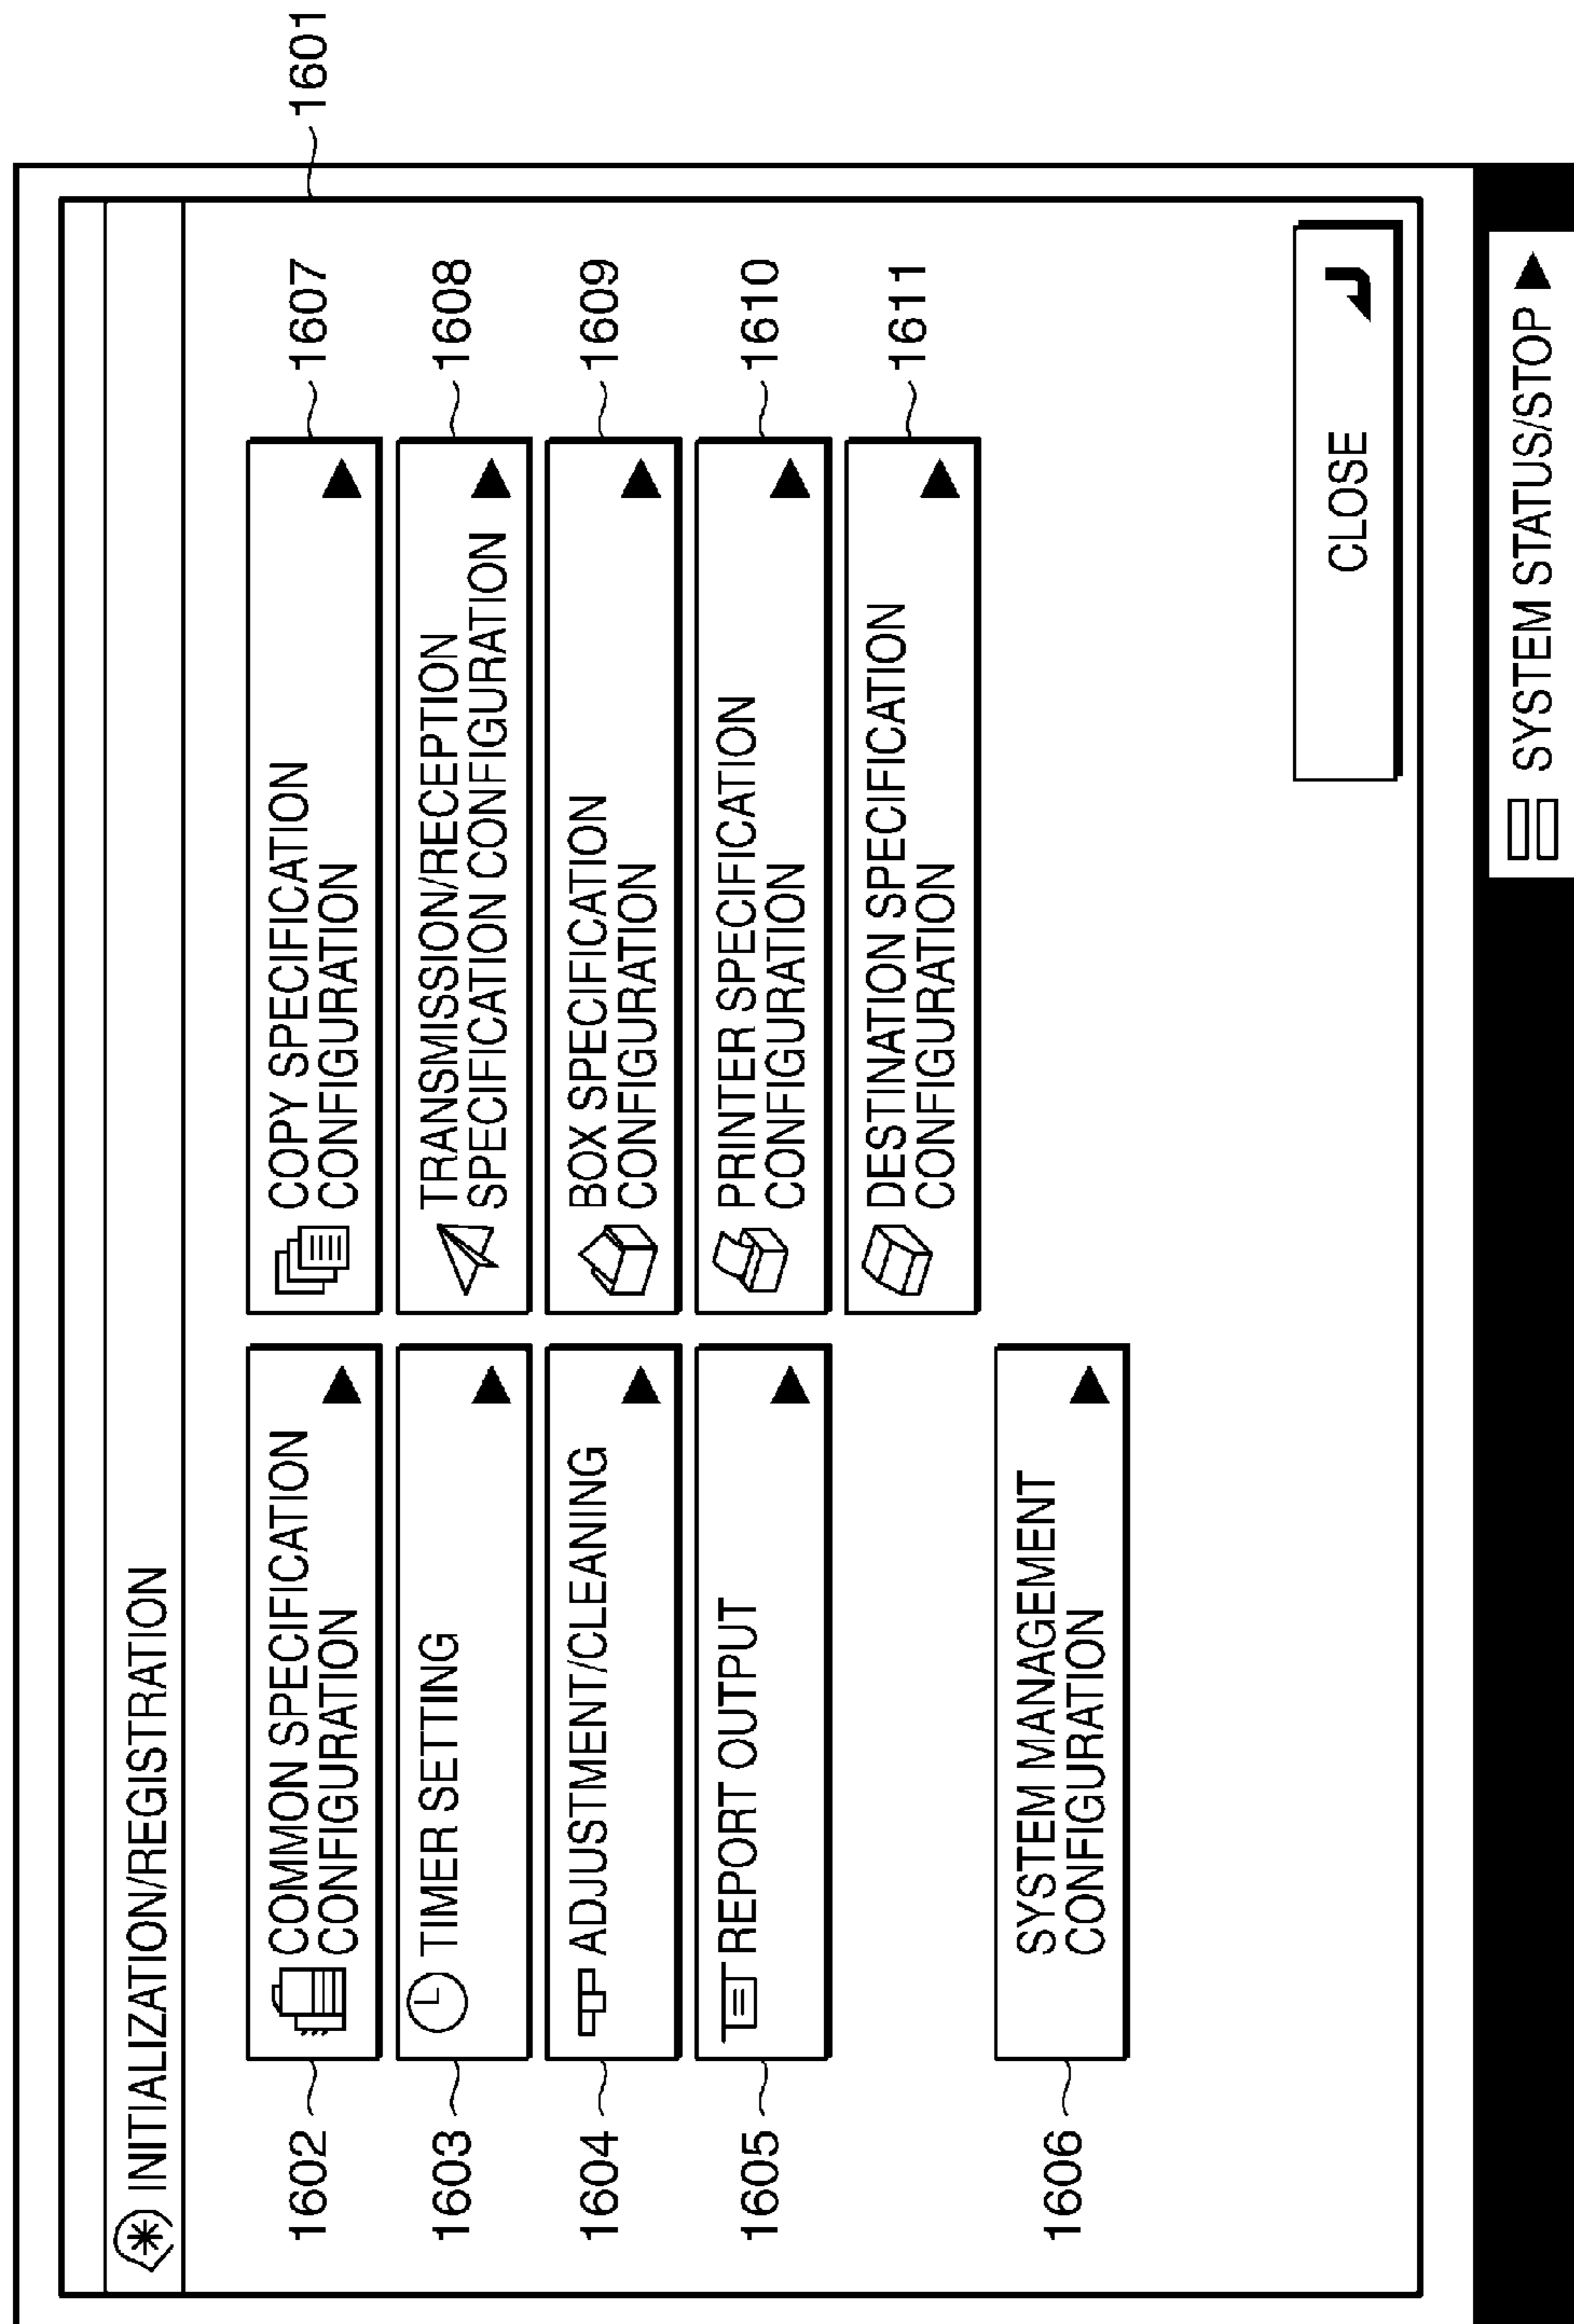 1601
INITIALIZATION/REGISTRATION
1602
COMMON SPECIFICATION
CONFIGURATION
COPY SPECIFICATION
CONFIGURATION
1607
1603
TIMER SETTING
TRANSMISSION/RECEPTION
SPECIFICATION CONFIGURATION
1608
1604
ADJUSTMENT/CLEANING
BOX SPECIFICATION
CONFIGURATION
1609
1605
REPORT OUTPUT
PRINTER SPECIFICATION
CONFIGURATION
1610
DESTINATION SPECIFICATION
CONFIGURATION
1611
1606
SYSTEM MANAGEMENT
CONFIGURATION
CLOSE
SYSTEM STATUS/STOP